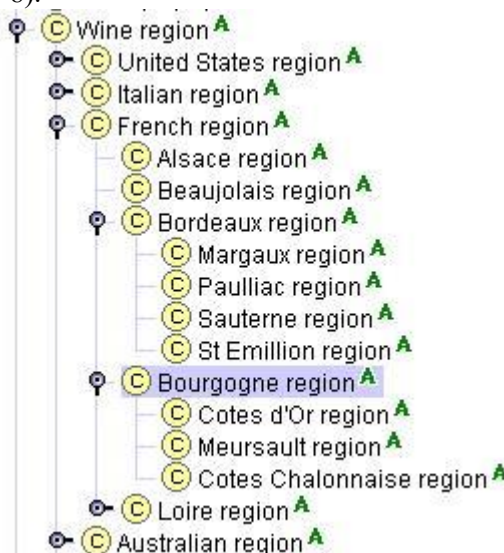 8).
C Wine region A
C United States region A
C Italian region A
C French region A
C Alsace region A
C Beaujolais region A
C Bordeaux region A
C Margaux region A
C Paulliac region A
C Sauterne region A
C St Emillion region A
C Bourgogne region A
C Cotes d'Or region A
C Meursault region A
C Cotes Chalonnaise region A
C Loire region A
C Australian region A